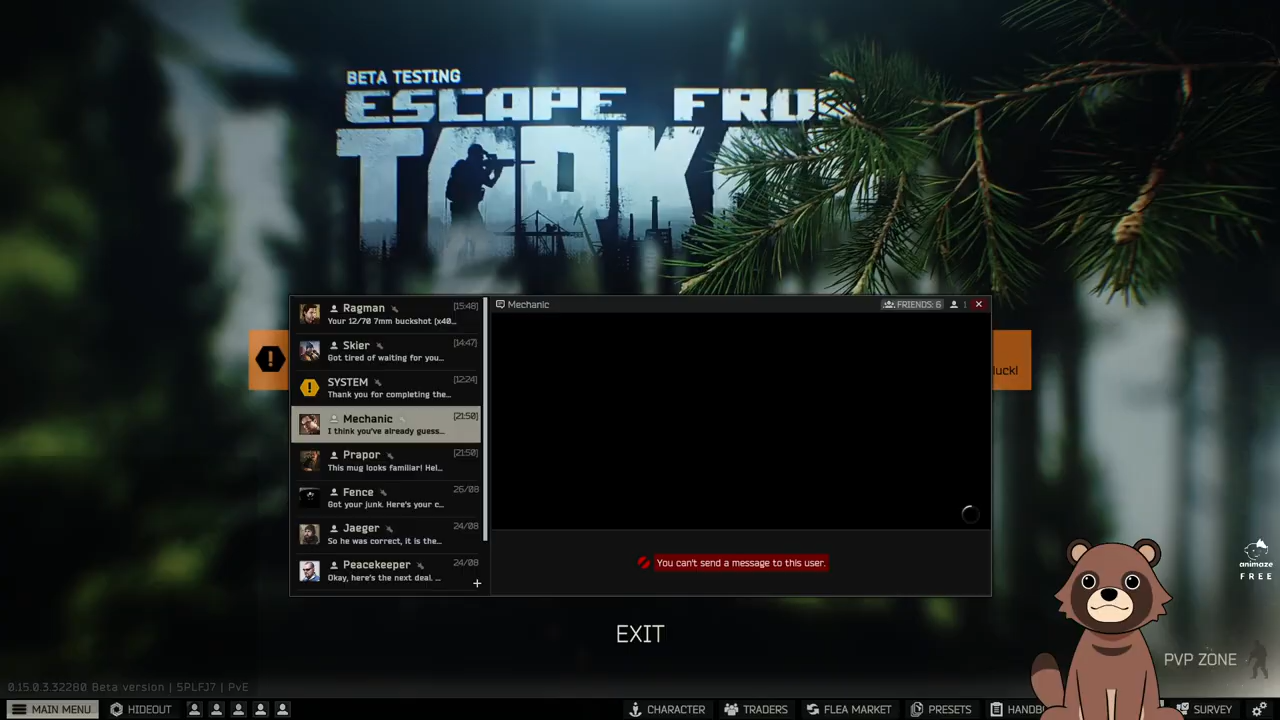 BETA TESTING
ESCAPE FRO
Ragman [15:48]
Your 12/70 7mm buckshot (x40...
Skier [14:47]
Got tired of waiting for you...
SYSTEM [12:24]
Thank you for completing the...
Mechanic [21:50]
I think you've already guess...
Prapor [21:50]
This mug looks familiar! Hel...
Fence 26/08
Got your junk. Here's your c...
Jaeger 24/08
So he was correct, it is the...
Peacekeeper 24/08
Okay, here's the next deal. ...
+
Mechanic
FRIENDS: 6
1
luck!
You can't send a message to this user.
EXIT
animaze
FREE
PVP ZONE
0.15.0.3.32280 Beta version | 5PLFJ7 | PvE
MAIN MENU HIDEOUT CHARACTER TRADERS FLEA MARKET PRESETS HANDB SURVEY